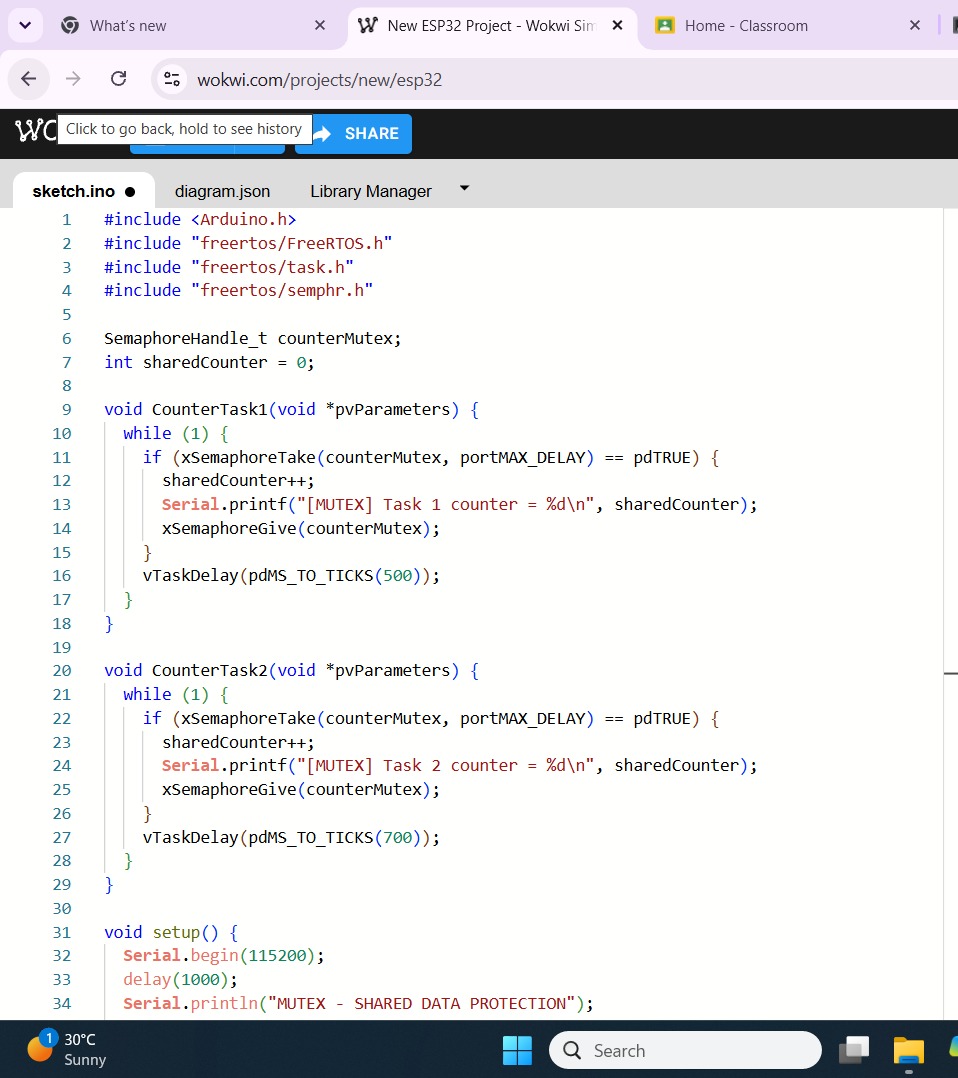 What's new
New ESP32 Project - Wokwi Sim
Home - Classroom
wokwi.com/projects/new/esp32
WO
Click to go back, hold to see history
SHARE
sketch.ino ●
diagram.json
Library Manager
1 #include <Arduino.h>
2 #include "freertos/FreeRTOS.h"
3 #include "freertos/task.h"
4 #include "freertos/semphr.h"
5
6 SemaphoreHandle_t counterMutex;
7 int sharedCounter = 0;
8
9 void CounterTask1(void *pvParameters) {
10 while (1) {
11 if (xSemaphoreTake(counterMutex, portMAX_DELAY) == pdTRUE) {
12 sharedCounter++;
13 Serial.printf("[MUTEX] Task 1 counter = %d\n", sharedCounter);
14 xSemaphoreGive(counterMutex);
15 }
16 vTaskDelay(pdMS_TO_TICKS(500));
17 }
18 }
19
20 void CounterTask2(void *pvParameters) {
21 while (1) {
22 if (xSemaphoreTake(counterMutex, portMAX_DELAY) == pdTRUE) {
23 sharedCounter++;
24 Serial.printf("[MUTEX] Task 2 counter = %d\n", sharedCounter);
25 xSemaphoreGive(counterMutex);
26 }
27 vTaskDelay(pdMS_TO_TICKS(700));
28 }
29 }
30
31 void setup() {
32 Serial.begin(115200);
33 delay(1000);
34 Serial.println("MUTEX - SHARED DATA PROTECTION");
1
30°C
Sunny
Search